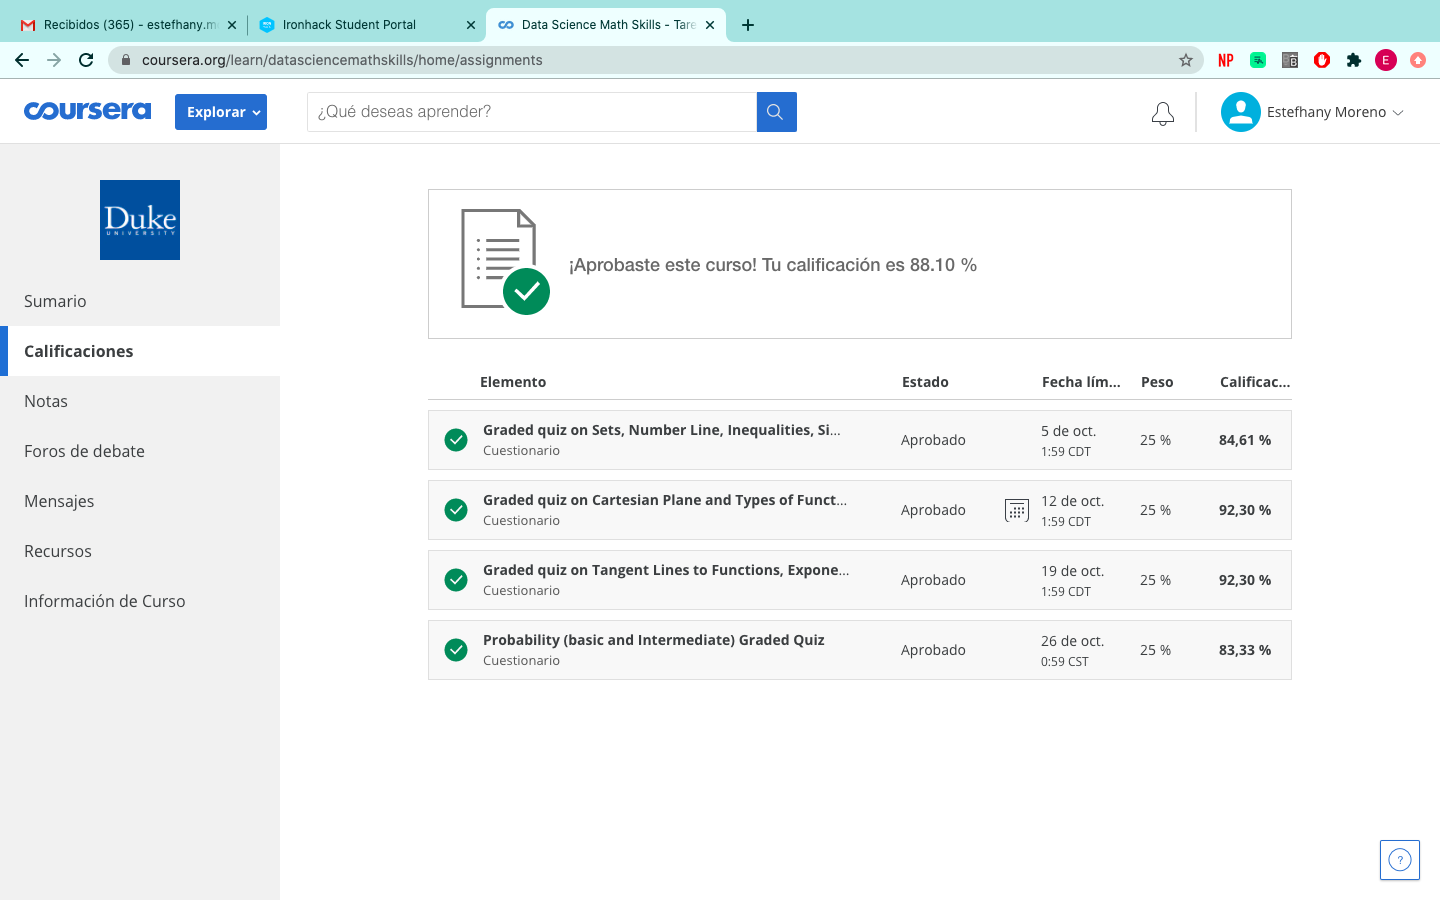 Recibidos (365) - estefhany.m
Ironhack Student Portal
Data Science Math Skills - Tare
coursera.org/learn/datasciencemathskills/home/assignments
NP
B
E
coursera
Explorar
¿Qué deseas aprender?
Estefhany Moreno
Duke
UNIVERSITY
Sumario
Calificaciones
Notas
Foros de debate
Mensajes
Recursos
Información de Curso
¡Aprobaste este curso! Tu calificación es 88.10 %
Elemento Estado Fecha lím... Peso Calificac...
Graded quiz on Sets, Number Line, Inequalities, Si...
Cuestionario
Aprobado
5 de oct.
1:59 CDT
25 %
84,61 %
Graded quiz on Cartesian Plane and Types of Funct...
Cuestionario
Aprobado
12 de oct.
1:59 CDT
25 %
92,30 %
Graded quiz on Tangent Lines to Functions, Expone...
Cuestionario
Aprobado
19 de oct.
1:59 CDT
25 %
92,30 %
Probability (basic and Intermediate) Graded Quiz
Cuestionario
Aprobado
26 de oct.
0:59 CST
25 %
83,33 %
?